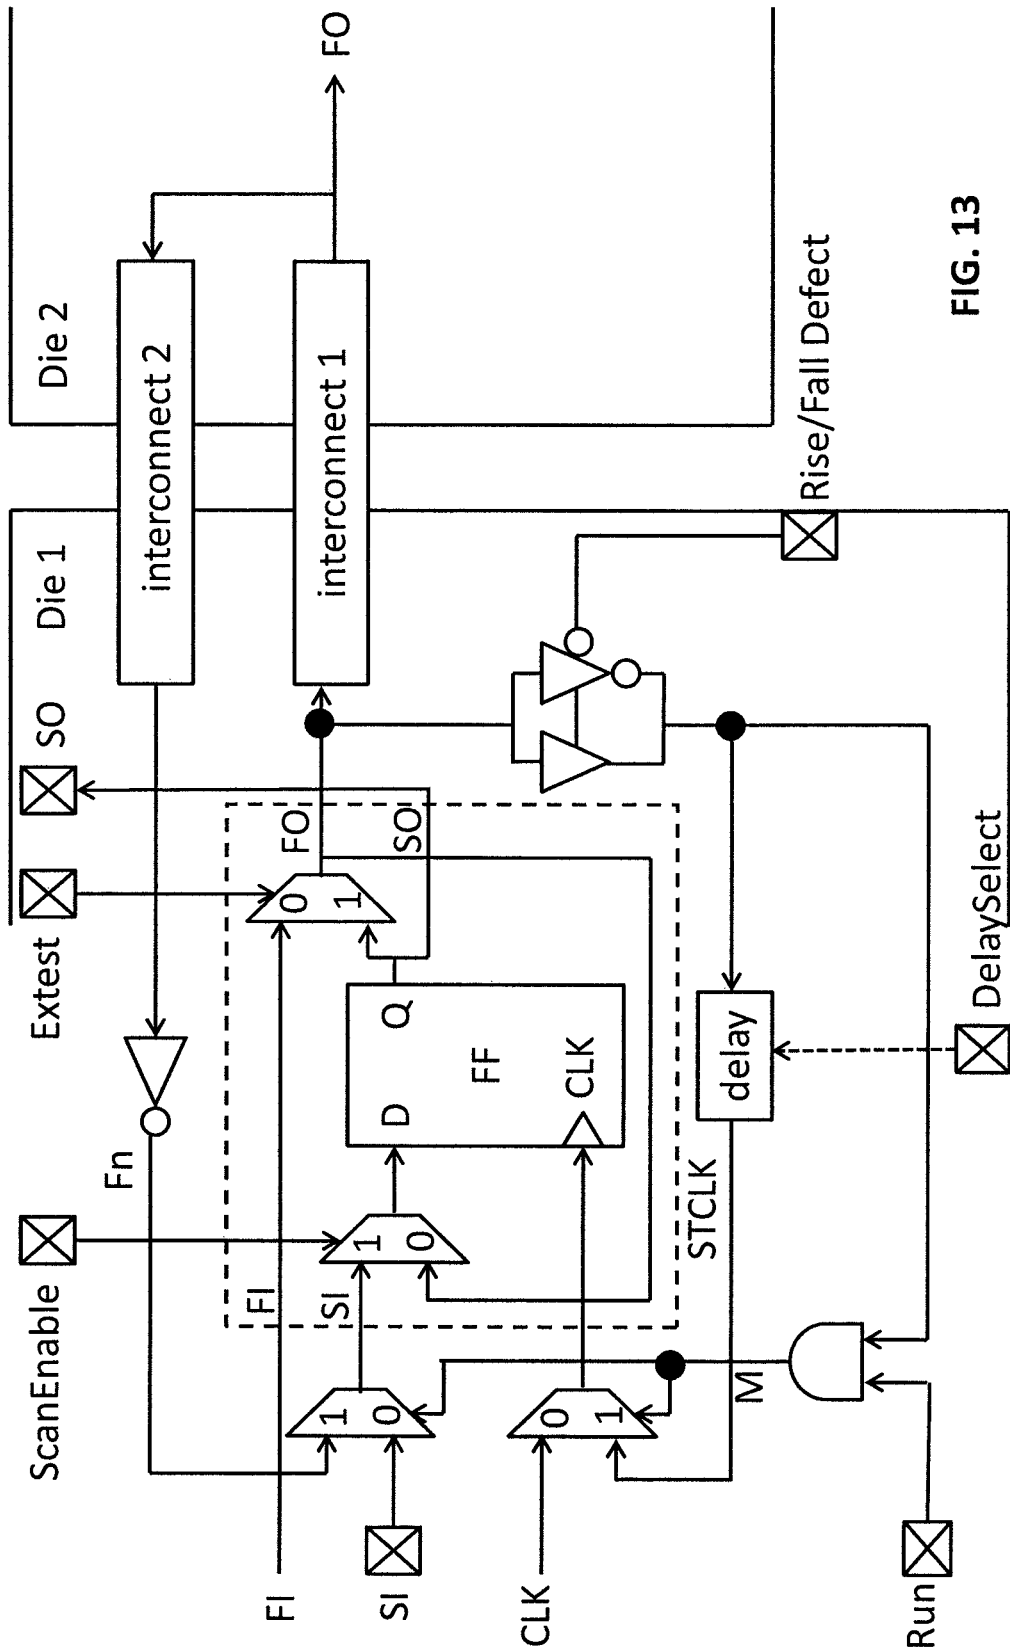 ScanEnable
Extest
SO
Die 1
Die 2
Fn
interconnect 2
FI
FI
SI
SI
1
0
1
0
D
Q
FF
CLK
0
1
FO
SO
interconnect 1
FO
CLK
0
1
M
STCLK
delay
Run
DelaySelect
Rise/Fall Defect
FIG. 13